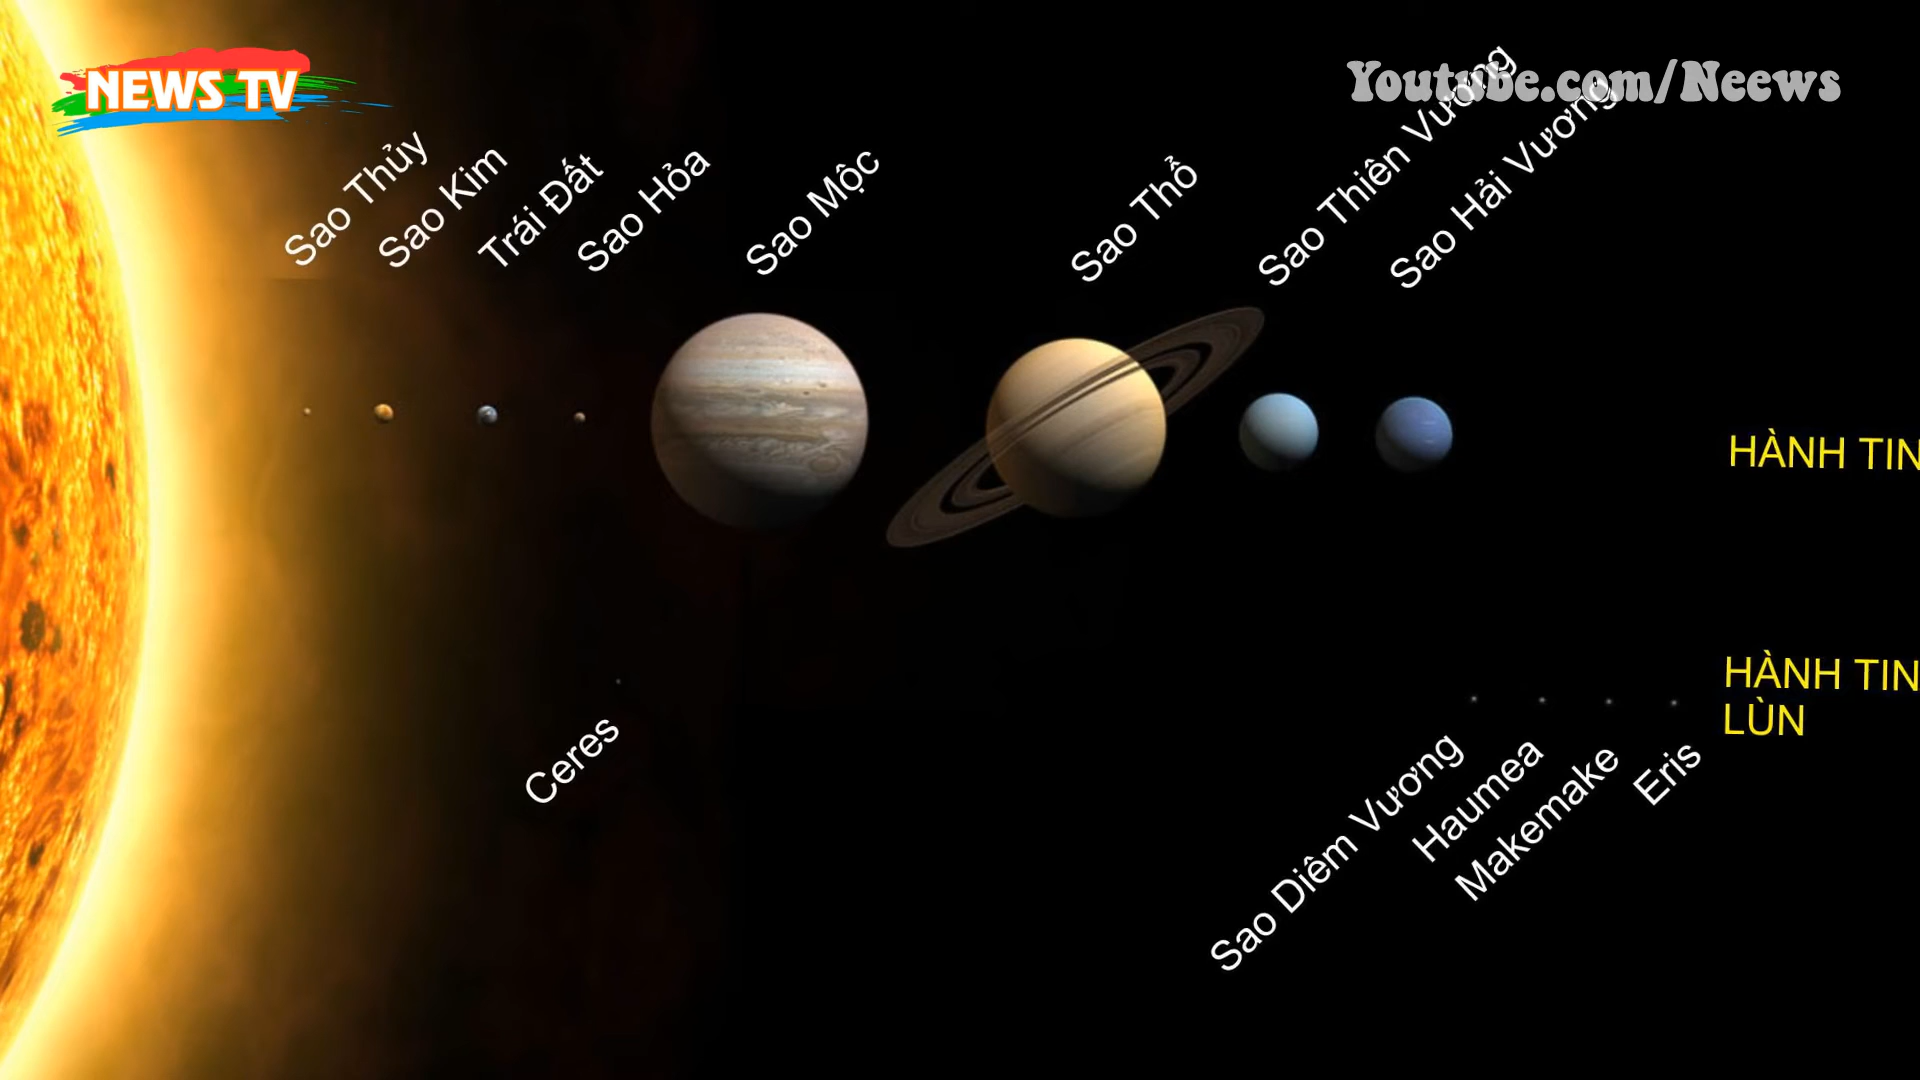 NEWS TV
Youtube.com/Neews
Sao Thủy
Sao Kim
Trái Đất
Sao Hỏa
Sao Mộc
Sao Thổ
Sao Thiên Vương
Sao Hải Vương
HÀNH TIN
Ceres
Sao Diêm Vương
Haumea
Makemake
Eris
HÀNH TIN
LÙN